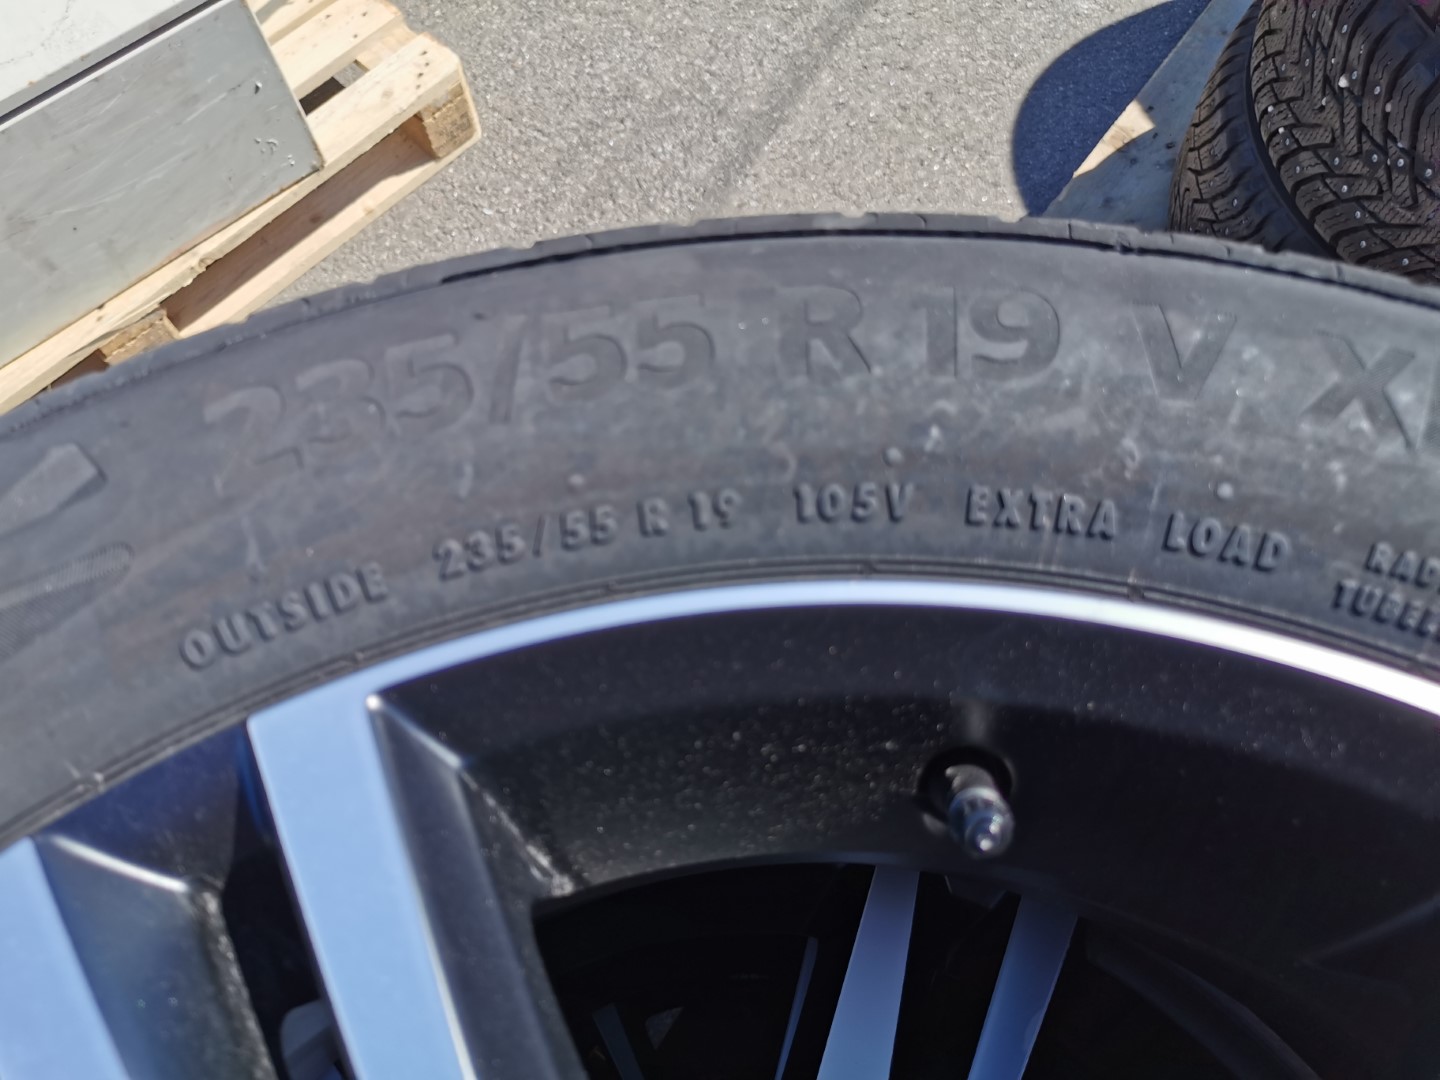 235/55 R 19 V X
OUTSIDE 235/55 R 19 105V EXTRA LOAD